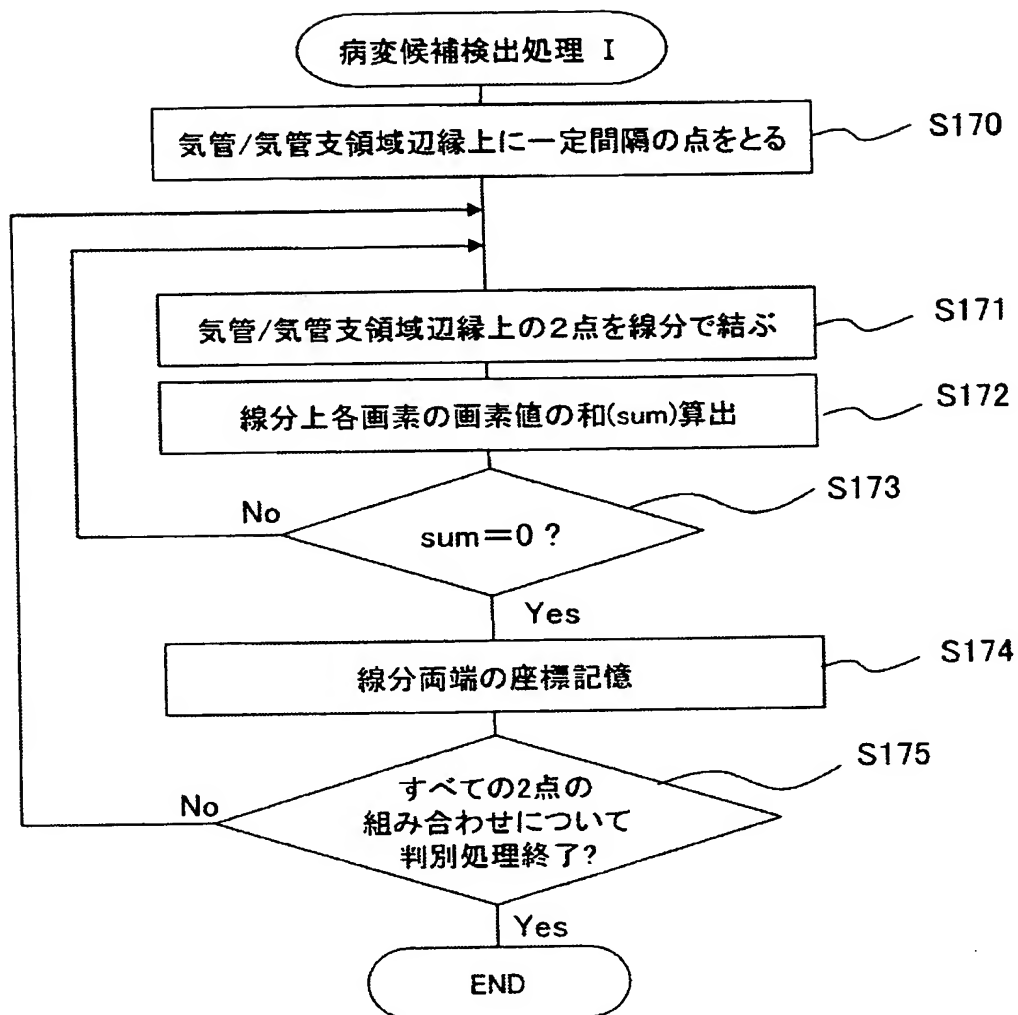 病変候補検出処理 I
気管/気管支領域辺縁上に一定間隔の点をとる
S170
気管/気管支領域辺縁上の2点を線分で結ぶ
S171
線分上各画素の画素値の和(sum)算出
S172
sum=0 ?
S173
No
Yes
線分両端の座標記憶
S174
すべての2点の
組み合わせについて
判別処理終了?
S175
No
Yes
END